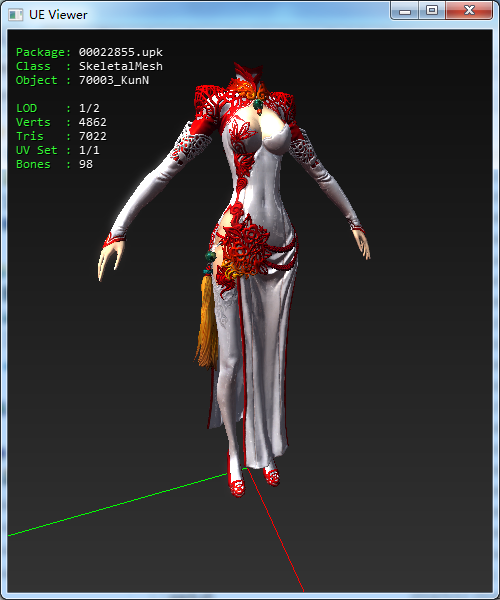 UE Viewer
Package: 00022855.upk
Class : SkeletalMesh
Object : 70003_KunN
LOD : 1/2
Verts : 4862
Tris : 7022
UV Set : 1/1
Bones : 98